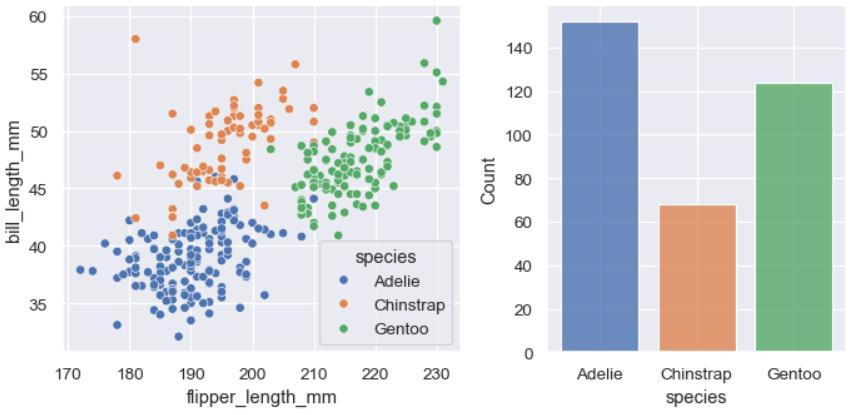 60
55
50
45
40
35
bill_length_mm
170 180 190 200 210 220 230
flipper_length_mm
species
Adelie
Chinstrap
Gentoo
140
120
100
80
60
40
20
0
Count
Adelie Chinstrap Gentoo
species